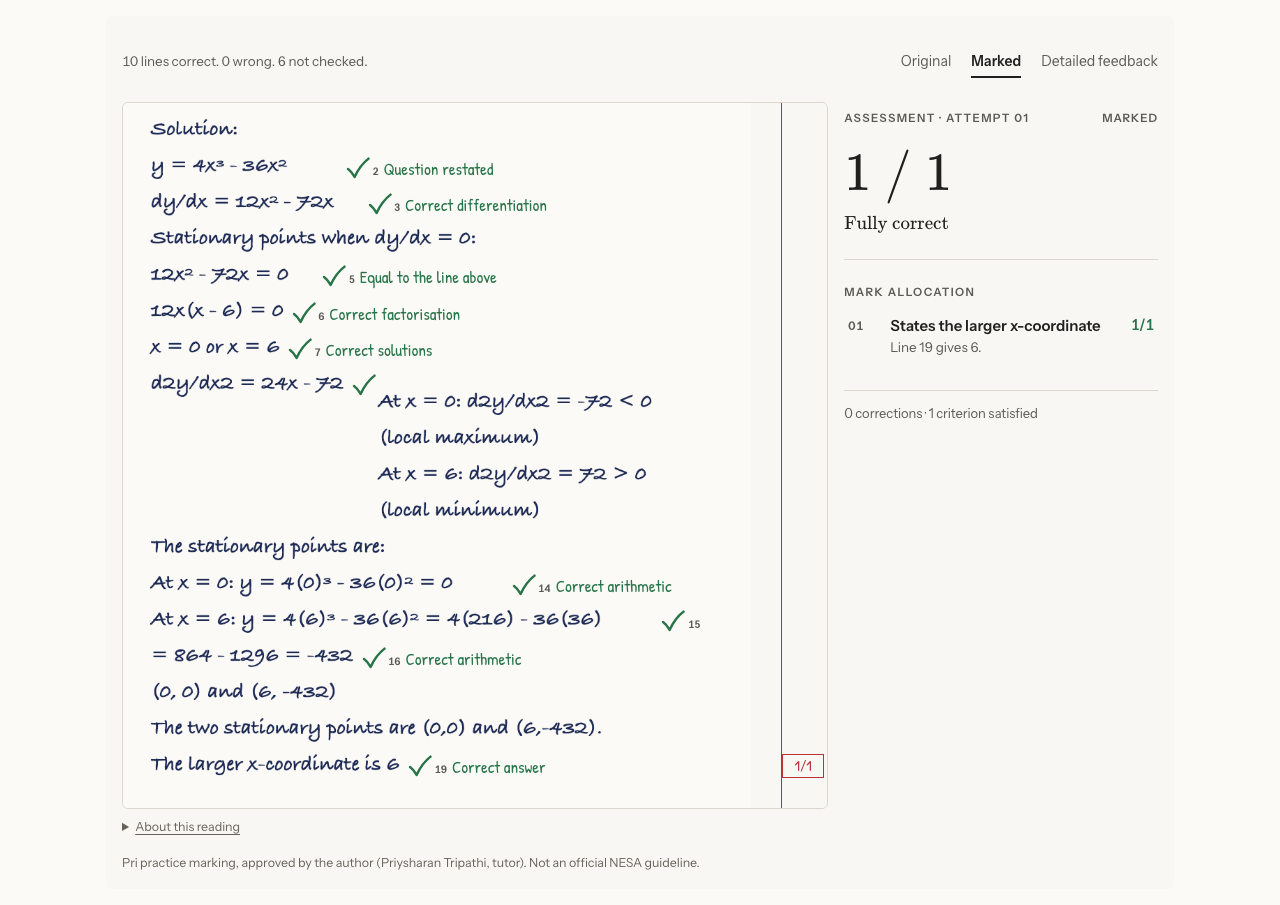 10 lines correct. 0 wrong. 6 not checked.
Original Marked Detailed feedback
Solution:
y = 4x³ - 36x² ✓ 2 Question restated
dy/dx = 12x² - 72x ✓ 3 Correct differentiation
Stationary points when dy/dx = 0:
12x² - 72x = 0 ✓ 5 Equal to the line above
12x(x - 6) = 0 ✓ 6 Correct factorisation
x = 0 or x = 6 ✓ 7 Correct solutions
d2y/dx2 = 24x - 72 ✓
At x = 0: d2y/dx2 = -72 < 0
(local maximum)
At x = 6: d2y/dx2 = 72 > 0
(local minimum)
The stationary points are:
At x = 0: y = 4(0)³ - 36(0)² = 0 ✓ 14 Correct arithmetic
At x = 6: y = 4(6)³ - 36(6)² = 4(216) - 36(36) ✓ 15
= 864 - 1296 = -432 ✓ 16 Correct arithmetic
(0, 0) and (6, -432)
The two stationary points are (0,0) and (6,-432).
The larger x-coordinate is 6 ✓ 19 Correct answer
1/1
ASSESSMENT · ATTEMPT 01 MARKED
1 / 1
Fully correct
MARK ALLOCATION
01 States the larger x-coordinate 1/1
Line 19 gives 6.
0 corrections · 1 criterion satisfied
▶ About this reading
Pri practice marking, approved by the author (Priysharan Tripathi, tutor). Not an official NESA guideline.